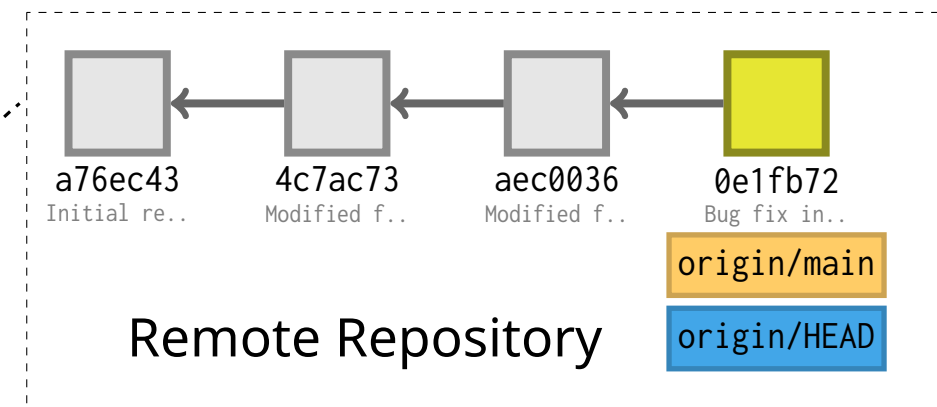 a76ec43 4c7ac73 aec0036 0e1fb72
Initial re.. Modified f.. Modified f.. Bug fix in..
origin/main
Remote Repository
origin/HEAD